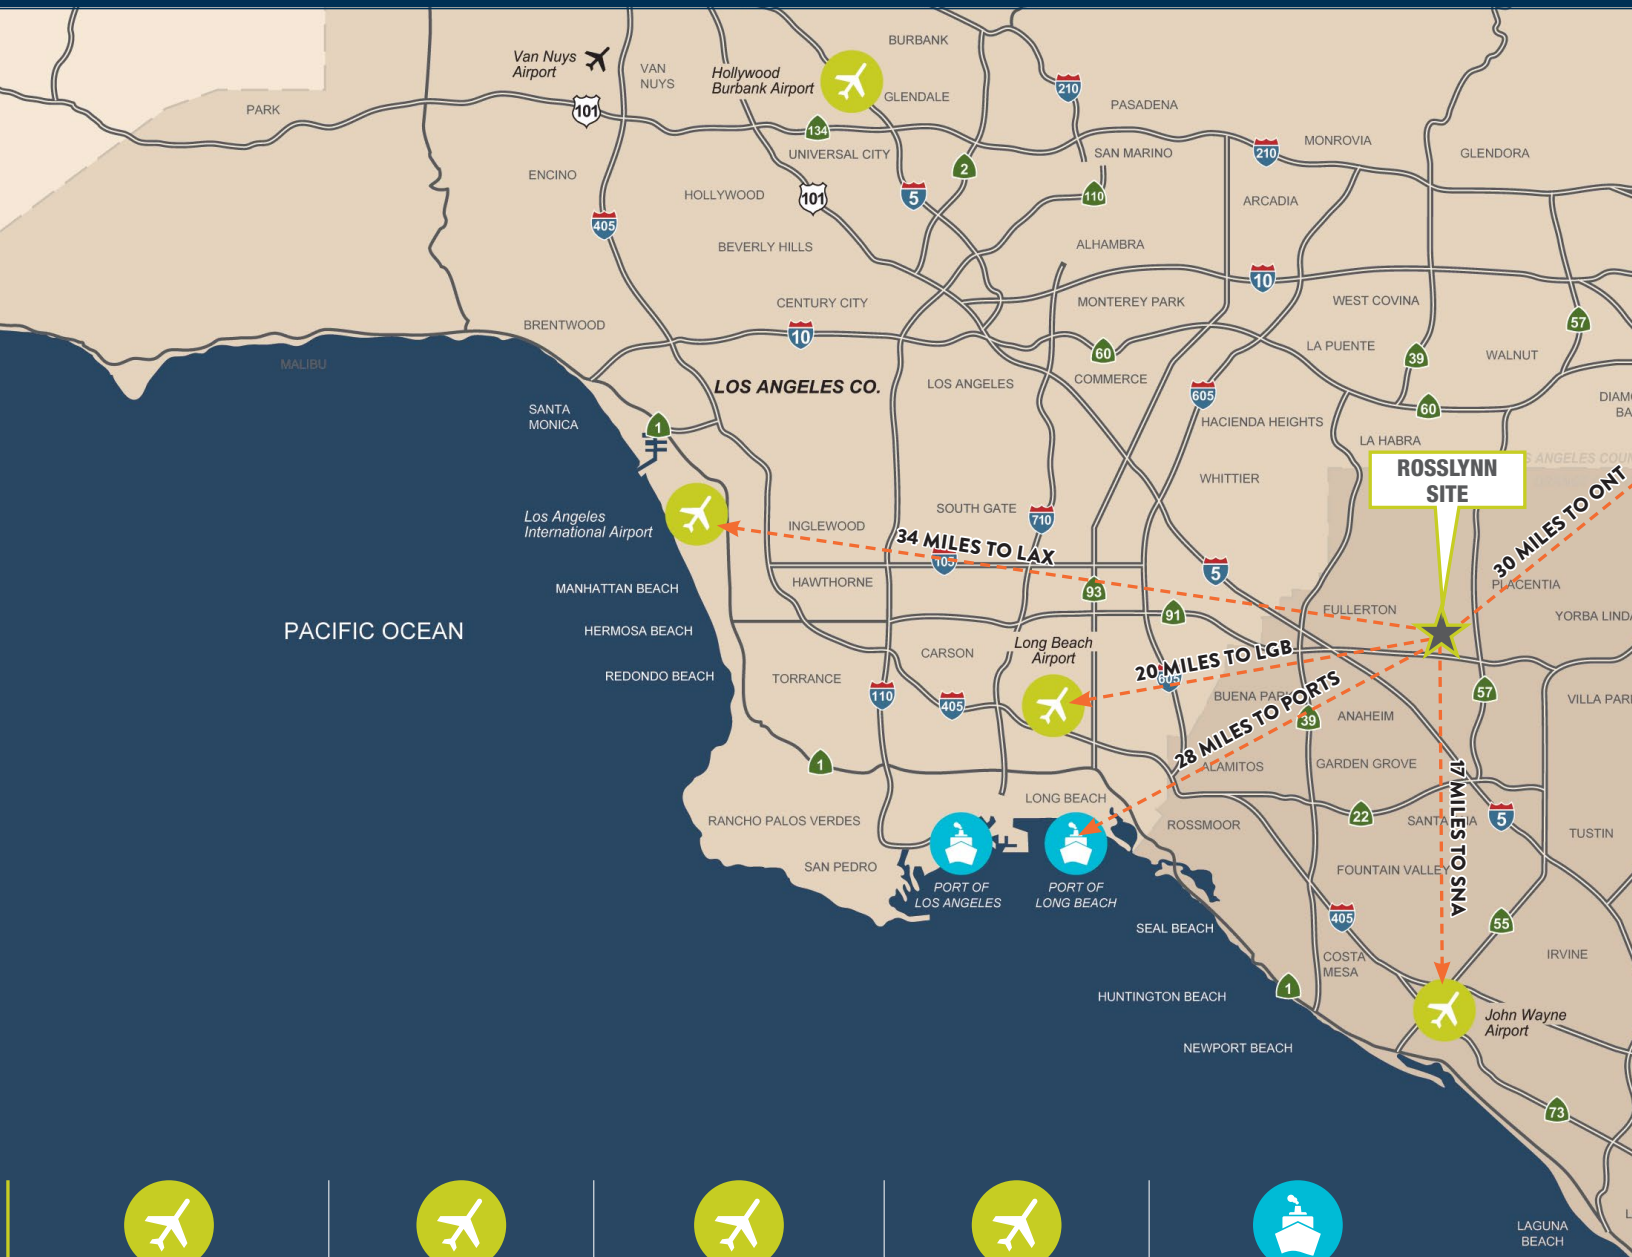 BURBANK
Van Nuys
Airport
VAN
NUYS
Hollywood
Burbank Airport
GLENDALE
210
PASADENA
PARK
101
134
MONROVIA
UNIVERSAL CITY
SAN MARINO
210
GLENDORA
ENCINO
2
HOLLYWOOD
101
5
110
ARCADIA
405
BEVERLY HILLS
ALHAMBRA
10
CENTURY CITY
MONTEREY PARK
WEST COVINA
BRENTWOOD
10
57
LA PUENTE
MALIBU
60
39
WALNUT
LOS ANGELES CO.
LOS ANGELES
COMMERCE
605
60
SANTA
MONICA
1
HACIENDA HEIGHTS
LA HABRA
ROSSLYNN
SITE
WHITTIER
30 MILES TO ONT
Los Angeles
International Airport
INGLEWOOD
SOUTH GATE
710
34 MILES TO LAX
105
5
HAWTHORNE
MANHATTAN BEACH
93
PLACENTIA
91
FULLERTON
PACIFIC OCEAN
HERMOSA BEACH
CARSON
Long Beach
Airport
20 MILES TO LGB
REDONDO BEACH
TORRANCE
110
405
605
28 MILES TO PORTS
39
ANAHEIM
57
1
GARDEN GROVE
17 MILES TO SNA
LONG BEACH
RANCHO PALOS VERDES
ROSSMOOR
22
5
TUSTIN
SAN PEDRO
FOUNTAIN VALLEY
PORT OF
LOS ANGELES
PORT OF
LONG BEACH
SEAL BEACH
405
55
COSTA
MESA
IRVINE
HUNTINGTON BEACH
1
John Wayne
Airport
NEWPORT BEACH
73
LAGUNA
BEACH